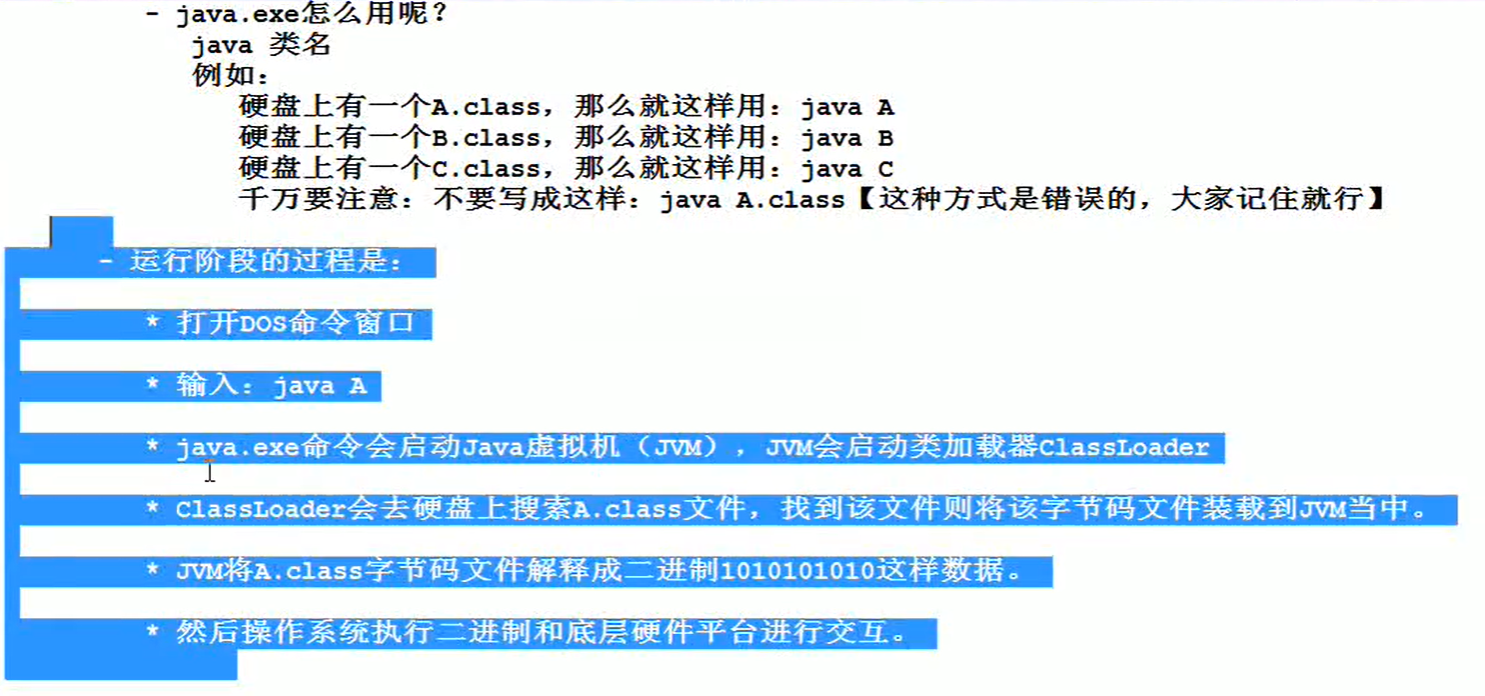 - java.exe怎么用呢?
java 类名
例如:
硬盘上有一个A.class，那么就这样用: java A
硬盘上有一个B.class，那么就这样用: java B
硬盘上有一个C.class，那么就这样用: java C
千万要注意: 不要写成这样: java A.class【这种方式是错误的，大家记住就行】
- 运行阶段的过程是:
* 打开DOS命令窗口
* 输入: java A
* java.exe命令会启动Java虚拟机（JVM），JVM会启动类加载器ClassLoader
* ClassLoader会去硬盘上搜索A.class文件，找到该文件则将该字节码文件装载到JVM当中。
* JVM将A.class字节码文件解释成二进制1010101010这样数据。
* 然后操作系统执行二进制和底层硬件平台进行交互。